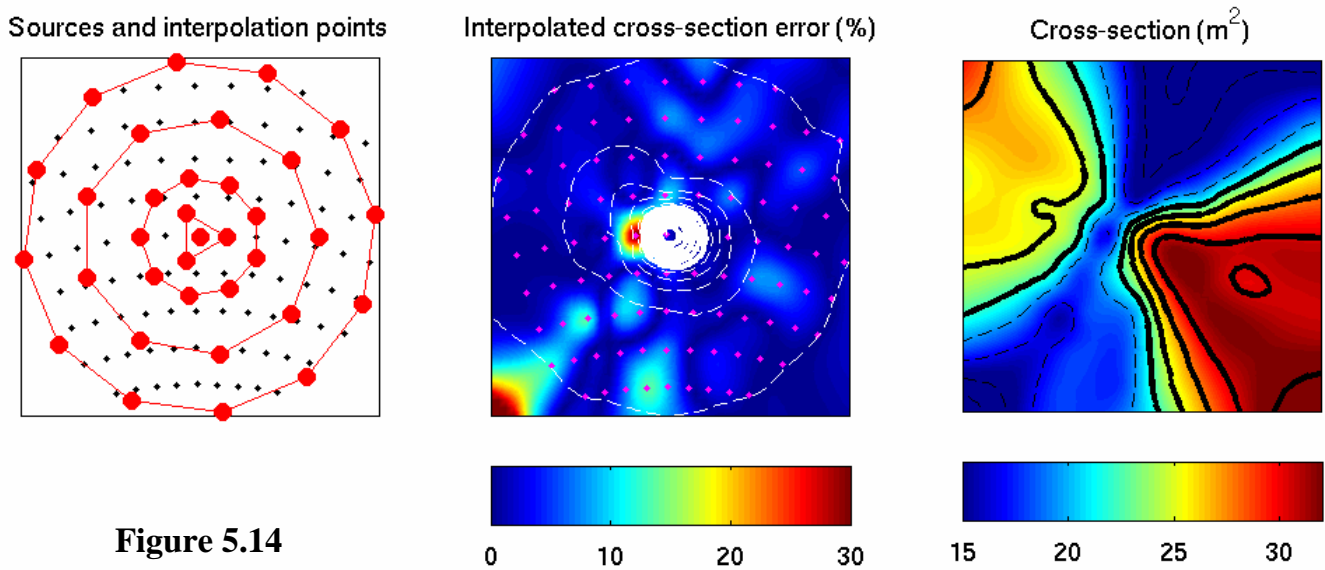 Sources and interpolation points
Interpolated cross-section error (%)
Cross-section (m²)
Figure 5.14
0 10 20 30
15 20 25 30